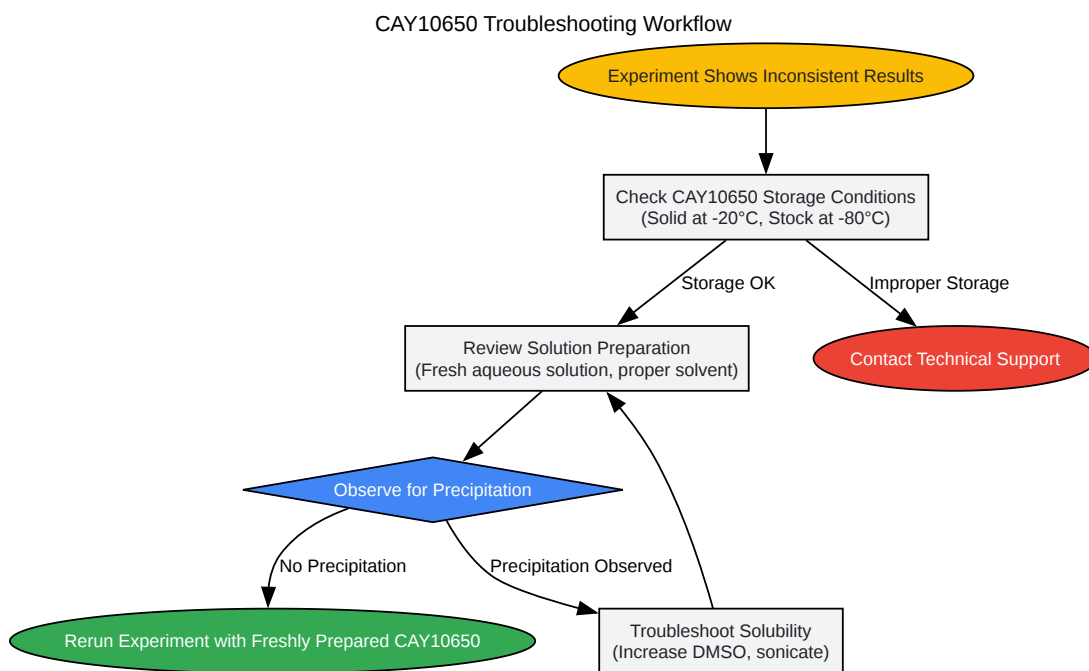 CAY10650 Troubleshooting Workflow
Experiment Shows Inconsistent Results
Check CAY10650 Storage Conditions
(Solid at -20°C, Stock at -80°C)
Storage OK
Improper Storage
Review Solution Preparation
(Fresh aqueous solution, proper solvent)
Contact Technical Support
Observe for Precipitation
No Precipitation
Precipitation Observed
Rerun Experiment with Freshly Prepared CAY10650
Troubleshoot Solubility
(Increase DMSO, sonicate)